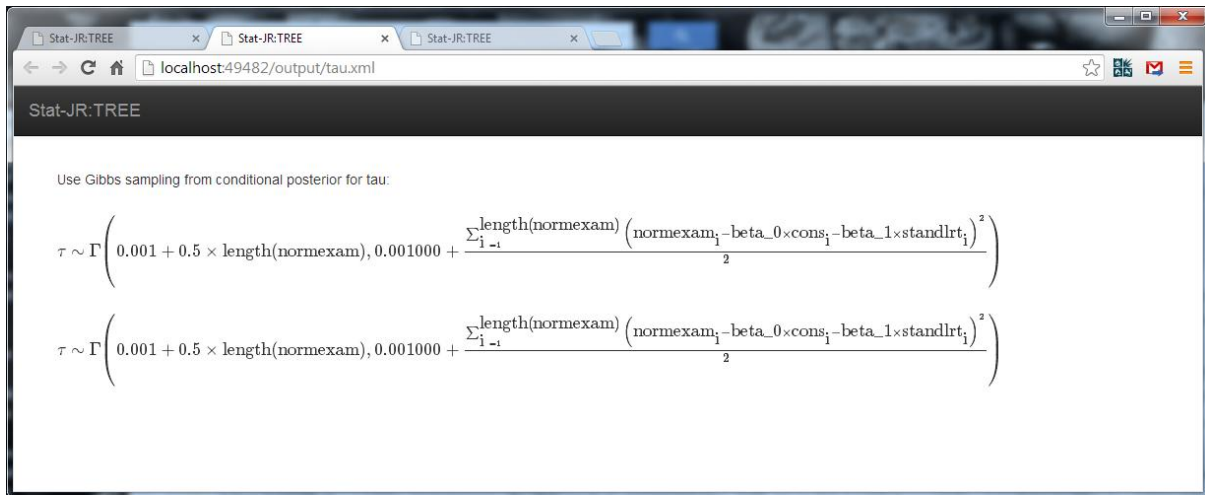 Stat-JR:TREE Stat-JR:TREE Stat-JR:TREE
localhost:49482/output/tau.xml
Stat-JR:TREE
Use Gibbs sampling from conditional posterior for tau:
τ ∼ Γ(0.001 + 0.5 × length(normexam), 0.001000 + Σ_{i=1}^{length(normexam)} (normexam_i−beta_0×cons_i−beta_1×standlrt_i)^2 / 2)
τ ∼ Γ(0.001 + 0.5 × length(normexam), 0.001000 + Σ_{i=1}^{length(normexam)} (normexam_i−beta_0×cons_i−beta_1×standlrt_i)^2 / 2)